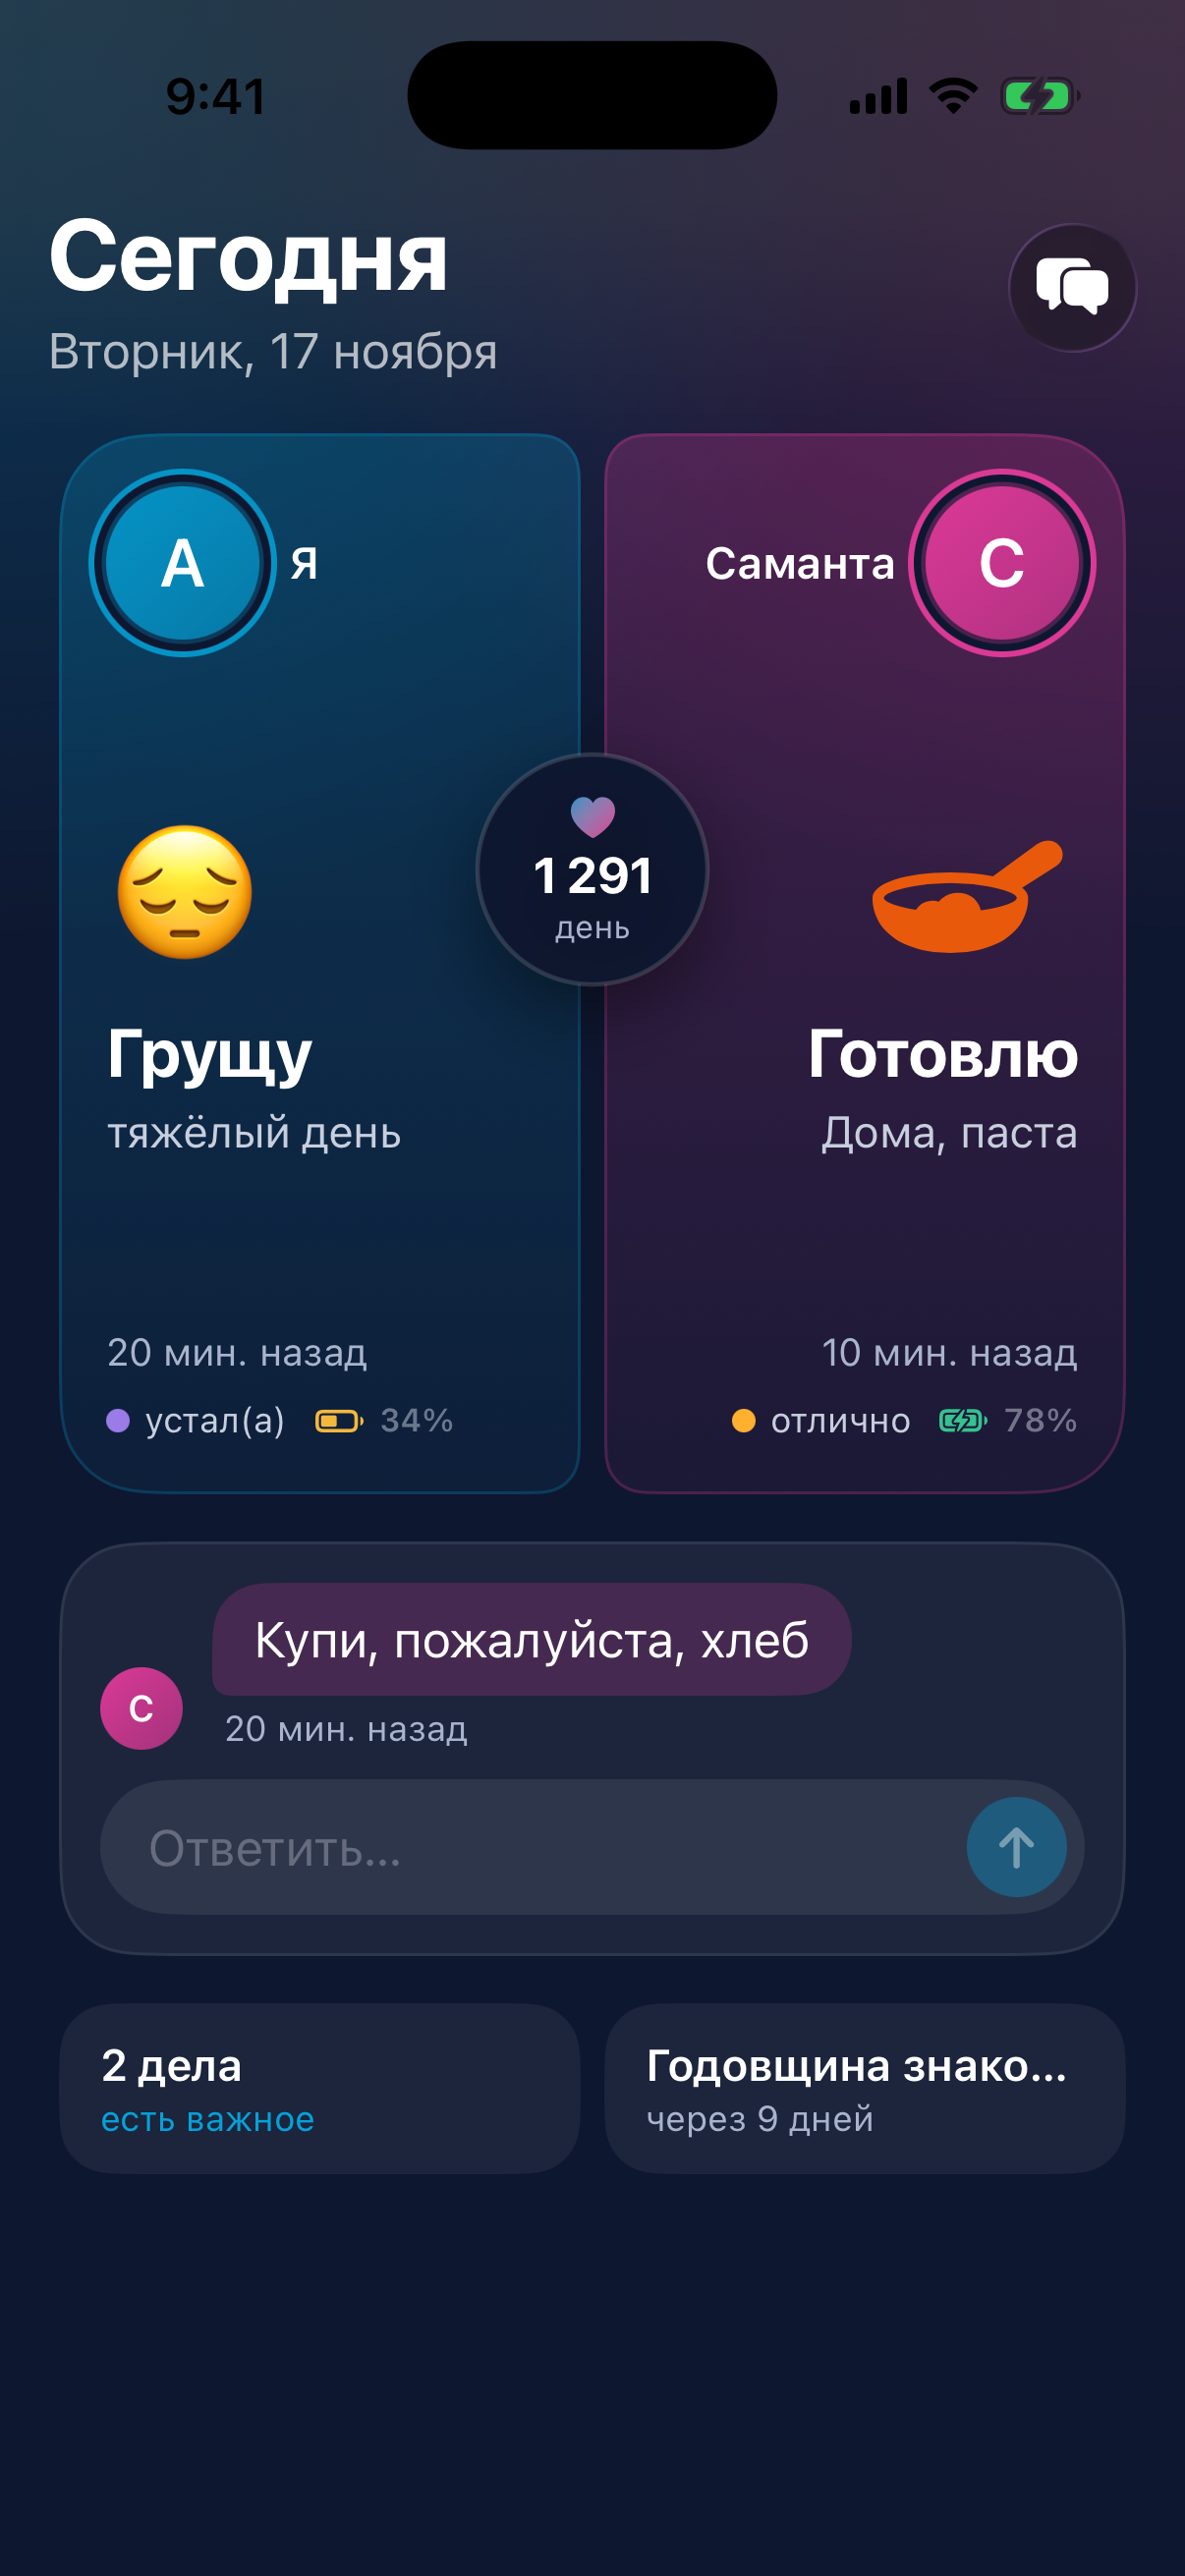 9:41
Сегодня
Вторник, 17 ноября
А
Я
Саманта
С
1 291
день
Грущу
тяжёлый день
Готовлю
Дома, паста
20 мин. назад
устал(а) 34%
10 мин. назад
отлично 78%
Купи, пожалуйста, хлеб
С
20 мин. назад
Ответить...
2 дела
есть важное
Годовщина знако...
через 9 дней